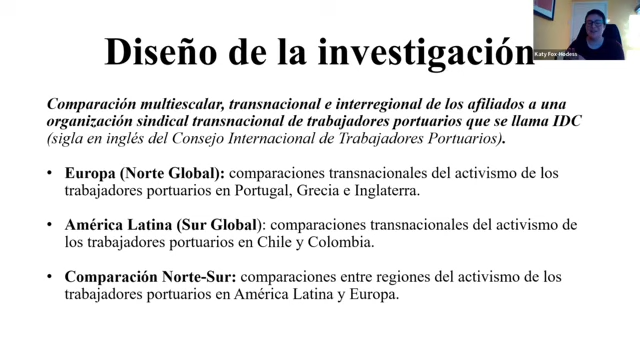 Diseño de la investigación
Katy Fox-Hodess
Comparación multiescalar, transnacional e interregional de los afiliados a una
organización sindical transnacional de trabajadores portuarios que se llama IDC
(sigla en inglés del Consejo Internacional de Trabajadores Portuarios).
• Europa (Norte Global): comparaciones transnacionales del activismo de los
trabajadores portuarios en Portugal, Grecia e Inglaterra.
• América Latina (Sur Global): comparaciones transnacionales del activismo de
los trabajadores portuarios en Chile y Colombia.
• Comparación Norte-Sur: comparaciones entre regiones del activismo de los
trabajadores portuarios en América Latina y Europa.